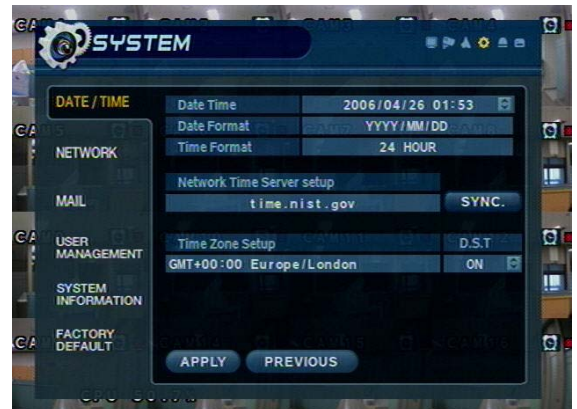 SYSTEM
DATE / TIME
Date Time 2006/04/26 01:53
Date Format YYYY/MM/DD
Time Format 24 HOUR
NETWORK
Network Time Server setup
MAIL
time.nist.gov SYNC.
USER MANAGEMENT
Time Zone Setup D.S.T
GMT+00:00 Europe/London ON
SYSTEM INFORMATION
FACTORY DEFAULT
APPLY PREVIOUS